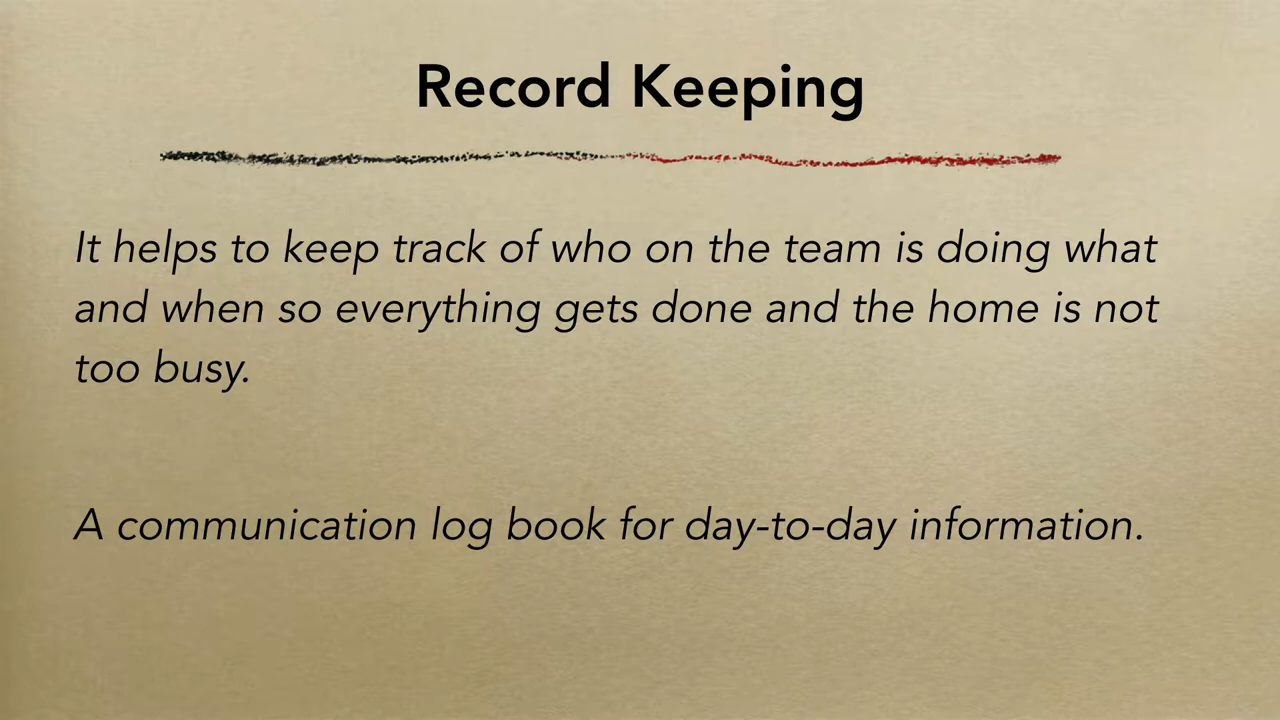 Record Keeping
It helps to keep track of who on the team is doing what
and when so everything gets done and the home is not
too busy.
A communication log book for day-to-day information.